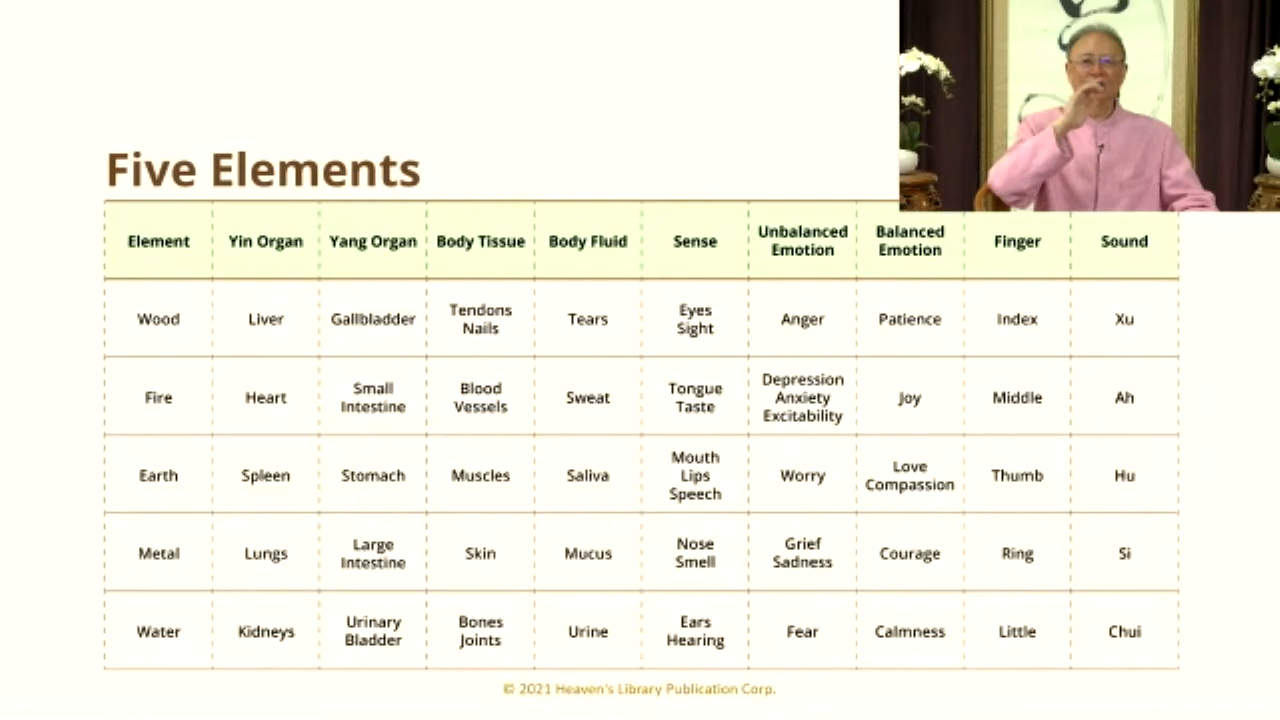 Five Elements
Element Yin Organ Yang Organ Body Tissue Body Fluid Sense Unbalanced Emotion Balanced Emotion Finger Sound
Wood Liver Gallbladder Tendons Nails Tears Eyes Sight Anger Patience Index Xu
Fire Heart Small Intestine Blood Vessels Sweat Tongue Taste Depression Anxiety Excitability Joy Middle Ah
Earth Spleen Stomach Muscles Saliva Mouth Lips Speech Worry Love Compassion Thumb Hu
Metal Lungs Large Intestine Skin Mucus Nose Smell Grief Sadness Courage Ring Si
Water Kidneys Urinary Bladder Bones Joints Urine Ears Hearing Fear Calmness Little Chui
© 2021 Heaven's Library Publication Corp.